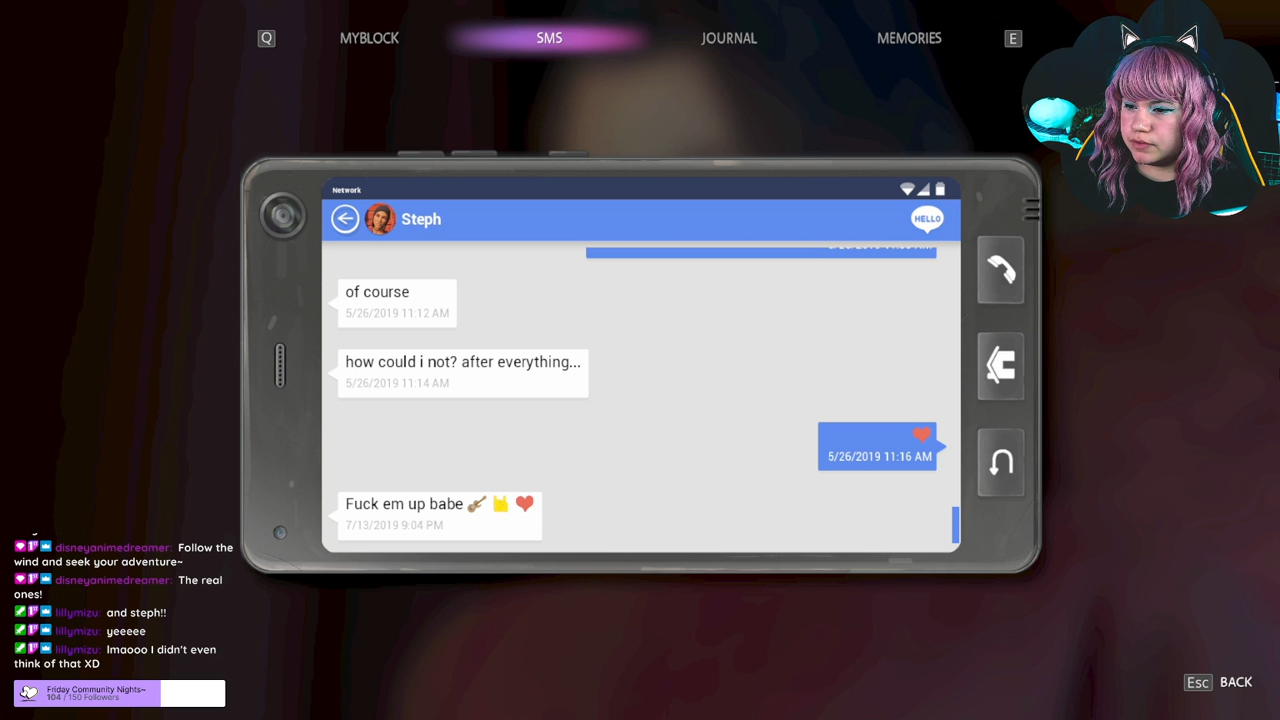 Q MYBLOCK SMS JOURNAL MEMORIES E
Network
Steph
HELLO
of course
5/26/2019 11:12 AM
how could i not? after everything...
5/26/2019 11:14 AM
❤
5/26/2019 11:16 AM
Fuck em up babe 🎸 🤘 ❤
7/13/2019 9:04 PM
disneyanimedreamer: Follow the
wind and seek your adventure~
disneyanimedreamer: The real
ones!
lillymizu: and steph!!
lillymizu: yeeeee
lillymizu: lmaooo I didn't even
think of that XD
Friday Community Nights~
104 / 150 Followers
Esc BACK